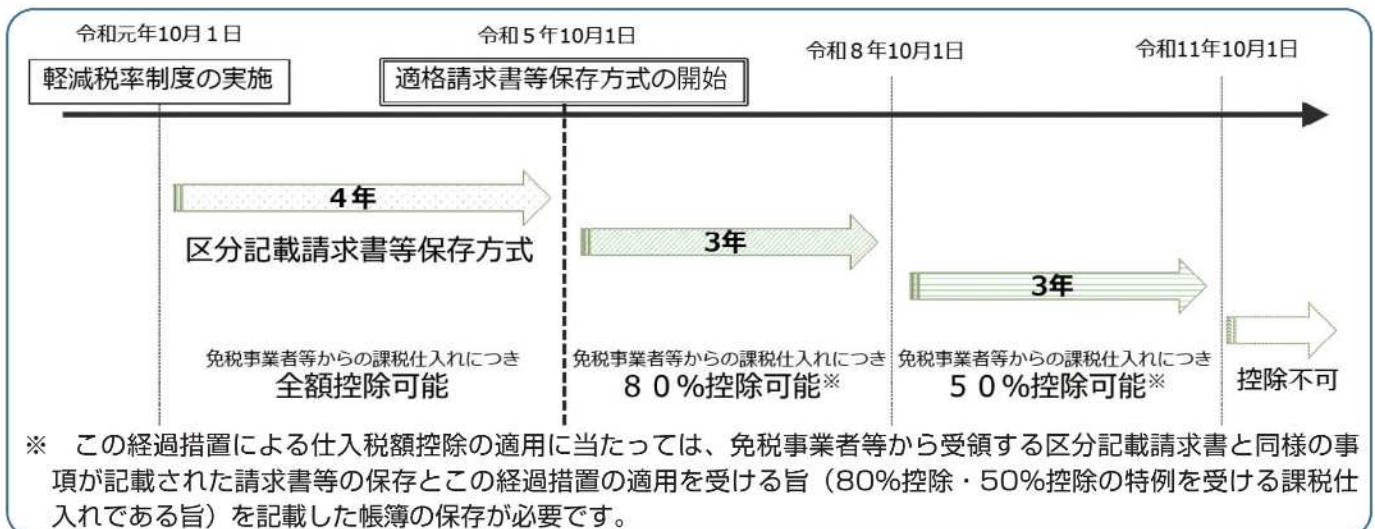 令和元年10月１日
令和５年10月1日
令和８年10月1日
令和11年10月1日
軽減税率制度の実施
適格請求書等保存方式の開始
４年
区分記載請求書等保存方式
3年
3年
免税事業者等からの課税仕入れにつき
全額控除可能
免税事業者等からの課税仕入れにつき
８０％控除可能※
免税事業者等からの課税仕入れにつき
５０％控除可能※
控除不可
※　この経過措置による仕入税額控除の適用に当たっては、免税事業者等から受領する区分記載請求書と同様の事
項が記載された請求書等の保存とこの経過措置の適用を受ける旨（80％控除・50％控除の特例を受ける課税仕
入れである旨）を記載した帳簿の保存が必要です。